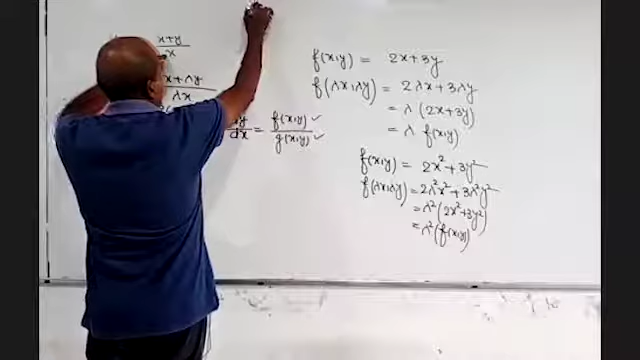 x+y
x
x+λy
λx
dx = f(x,y) ✓
g(x,y) ✓
f(x,y) = 2x+3y
f(λx,λy) = 2λx+3λy
= λ(2x+3y)
= λ f(x,y)
f(x,y) = 2x²+3y²
f(λx,λy) = 2λ²x²+3λ²y²
= λ²(2x²+3y²)
= λ²(f(x,y))